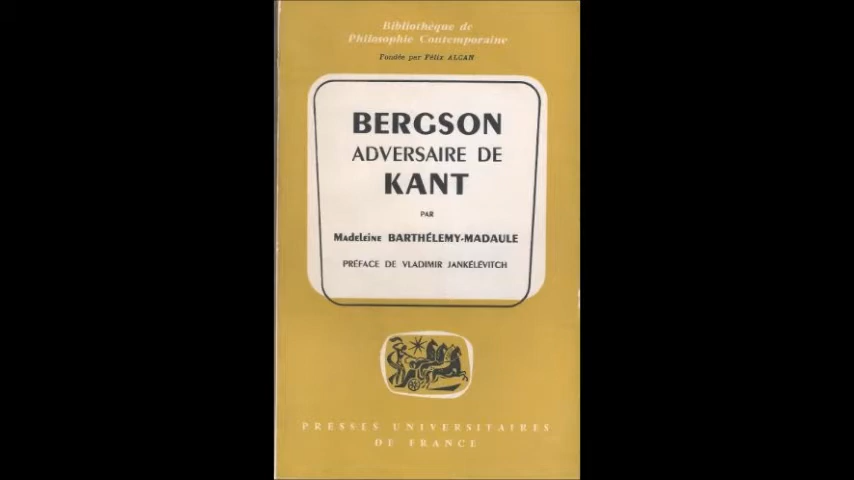 Bibliothèque de
Philosophie Contemporaine
Fondée par Félix ALCAN
BERGSON
ADVERSAIRE DE
KANT
PAR
Madeleine BARTHÉLEMY-MADAULE
PRÉFACE DE VLADIMIR JANKÉLÉVITCH
PRESSES UNIVERSITAIRES
DE FRANCE